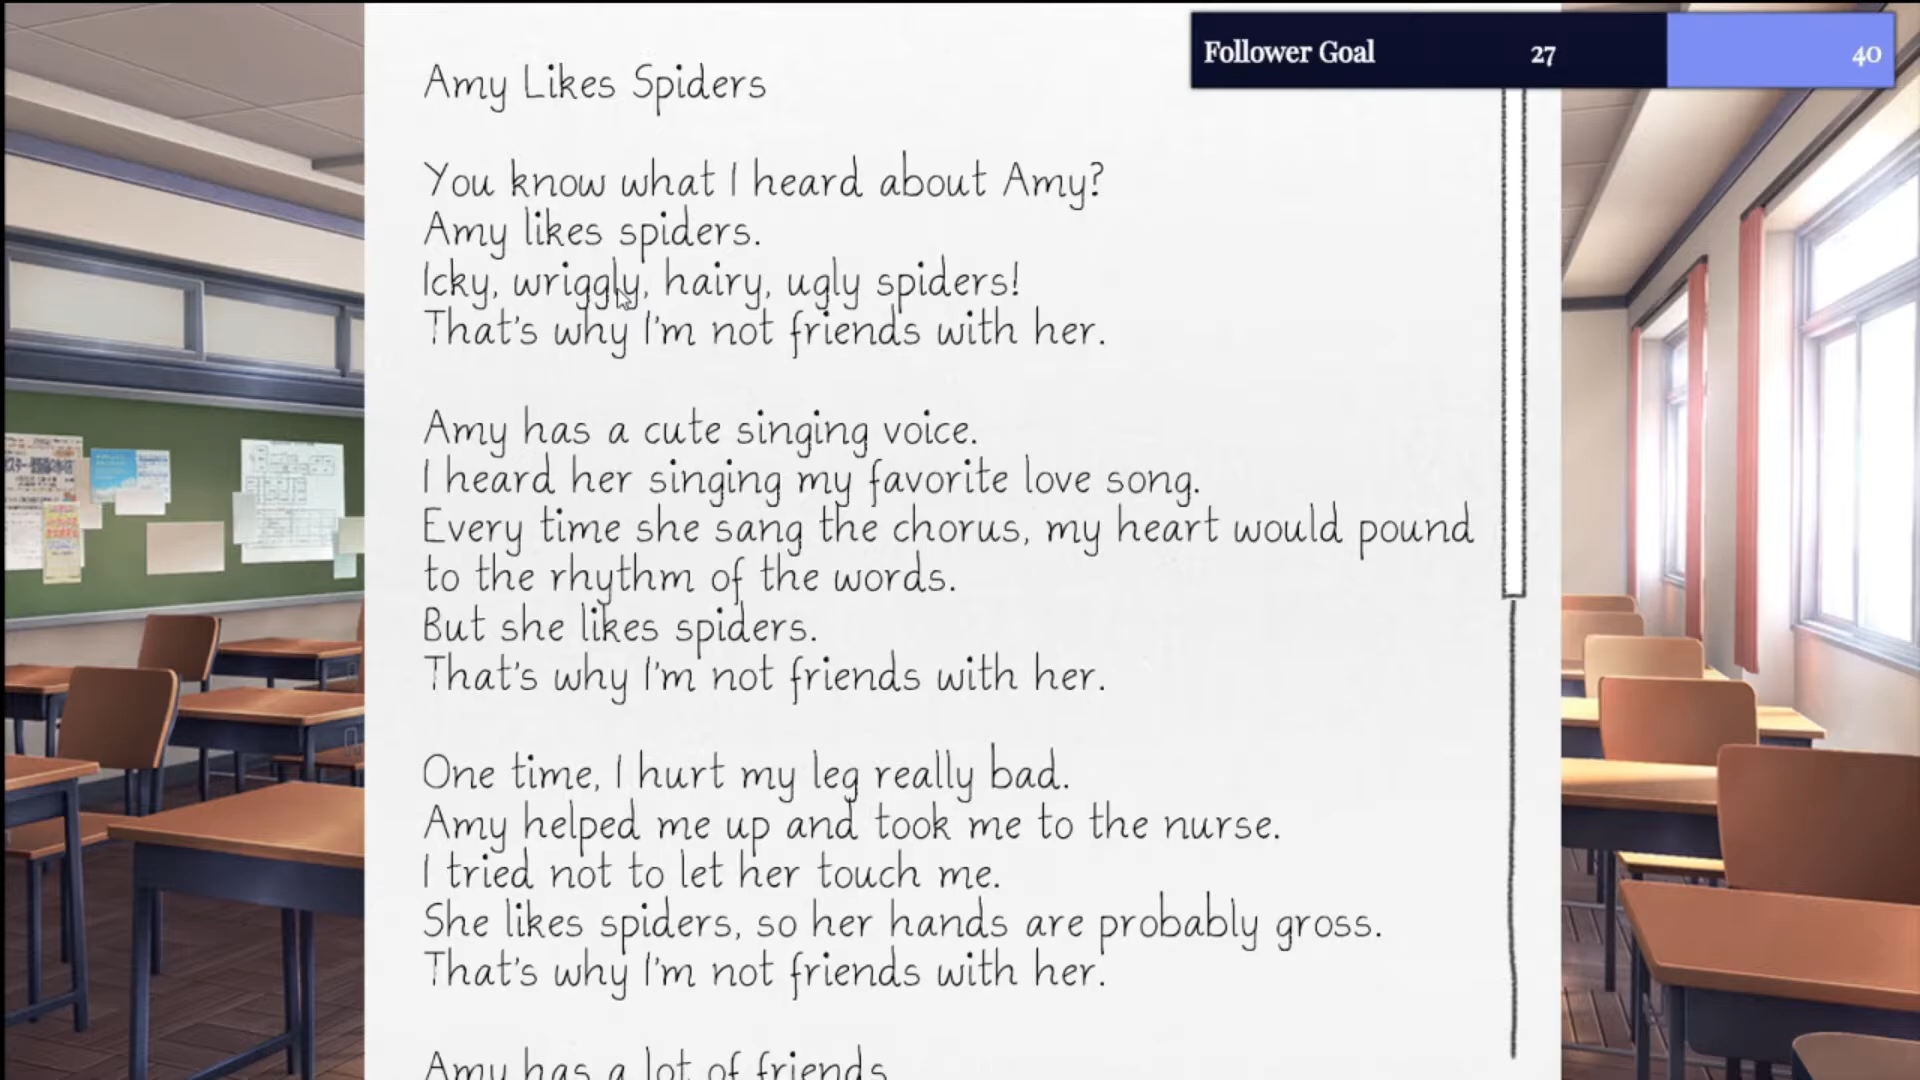 Follower Goal 27 40
Amy Likes Spiders
You know what I heard about Amy?
Amy likes spiders.
Icky, wriggly, hairy, ugly spiders!
That's why I'm not friends with her.
Amy has a cute singing voice.
I heard her singing my favorite love song.
Every time she sang the chorus, my heart would pound
to the rhythm of the words.
But she likes spiders.
That's why I'm not friends with her.
One time, I hurt my leg really bad.
Amy helped me up and took me to the nurse.
I tried not to let her touch me.
She likes spiders, so her hands are probably gross.
That's why I'm not friends with her.
Amy has a lot of friends